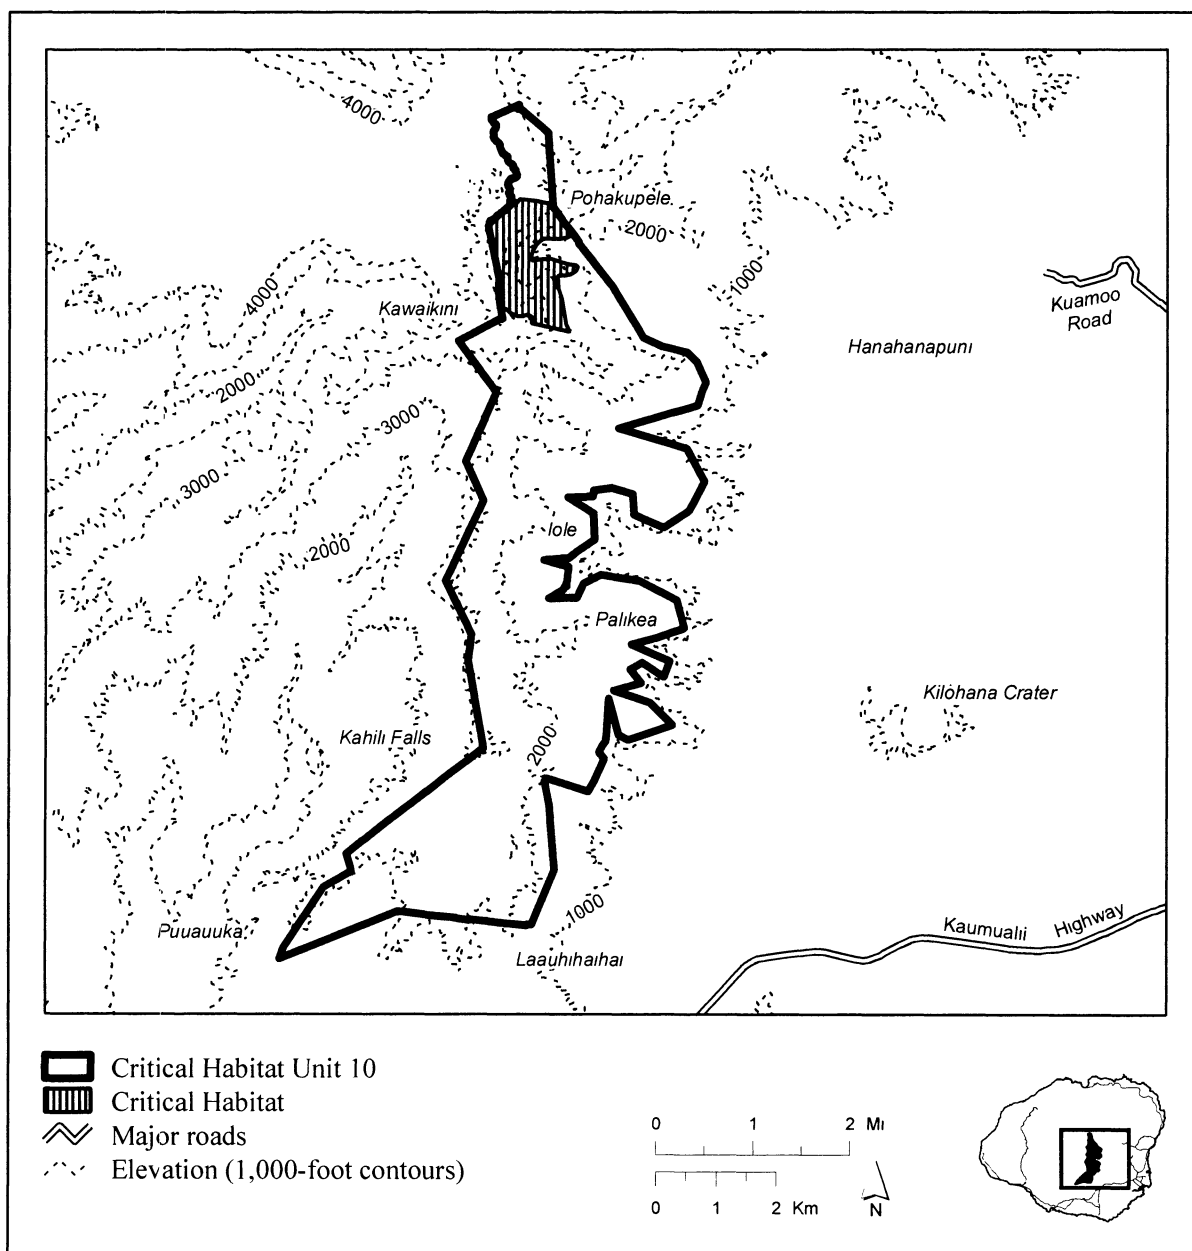 4000
Pohakupele
2000
1000
4000
Kawaikini
Kuamoo
Road
Hanahanapuni
2000
3000
3000
Iole
2000
Palikea
Kilohana Crater
Kahili Falls
2000
1000
Puuauuka
Kaumualii Highway
Laauhihaihai
Critical Habitat Unit 10
Critical Habitat
Major roads
Elevation (1,000-foot contours)
0 1 2 Mi
0 1 2 Km
N